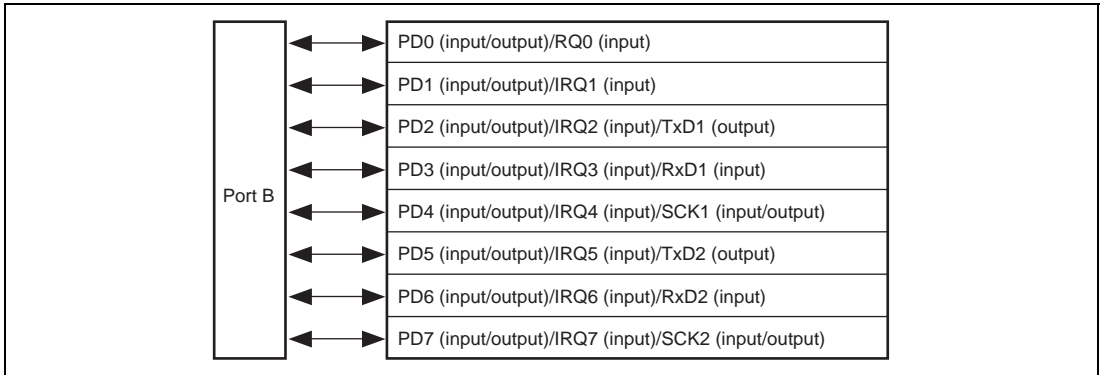 PD0 (input/output)/RQ0 (input)
PD1 (input/output)/IRQ1 (input)
PD2 (input/output)/IRQ2 (input)/TxD1 (output)
PD3 (input/output)/IRQ3 (input)/RxD1 (input)
Port B
PD4 (input/output)/IRQ4 (input)/SCK1 (input/output)
PD5 (input/output)/IRQ5 (input)/TxD2 (output)
PD6 (input/output)/IRQ6 (input)/RxD2 (input)
PD7 (input/output)/IRQ7 (input)/SCK2 (input/output)